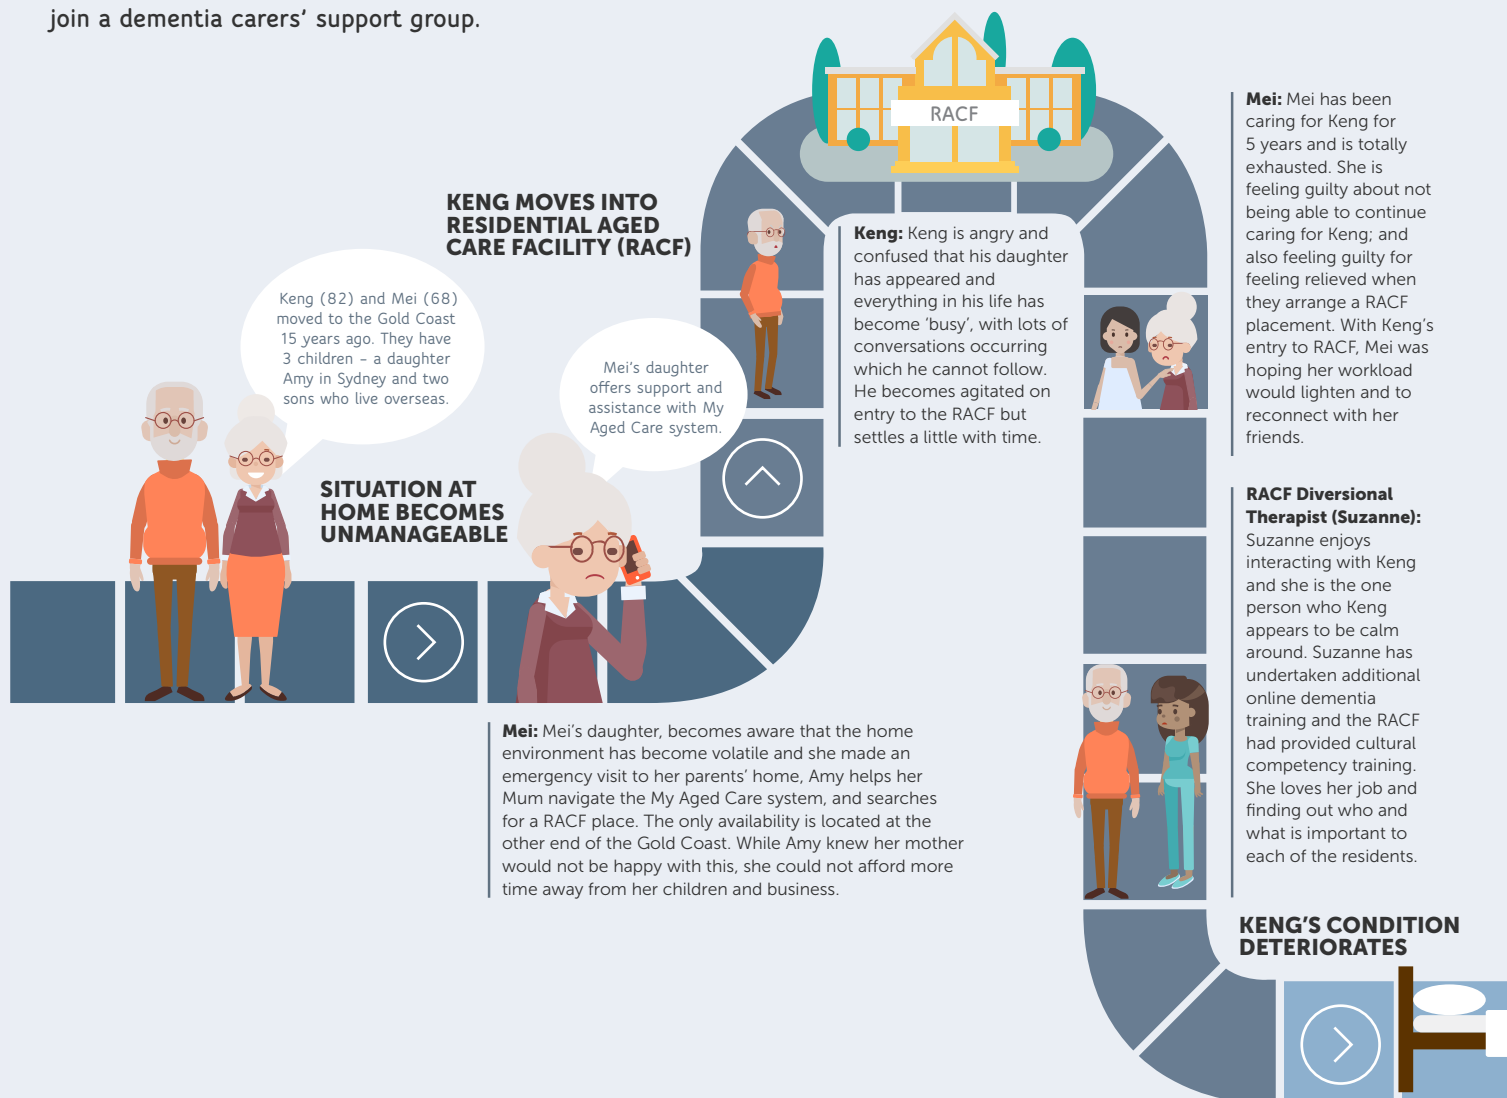 join a dementia carers’ support group.
Keng (82) and Mei (68)
moved to the Gold Coast
15 years ago. They have
3 children – a daughter
Amy in Sydney and two
sons who live overseas.
SITUATION AT
HOME BECOMES
UNMANAGEABLE
Mei’s daughter
offers support and
assistance with My
Aged Care system.
Mei: Mei’s daughter, becomes aware that the home
environment has become volatile and she made an
emergency visit to her parents’ home, Amy helps her
Mum navigate the My Aged Care system, and searches
for a RACF place. The only availability is located at the
other end of the Gold Coast. While Amy knew her mother
would not be happy with this, she could not afford more
time away from her children and business.
KENG MOVES INTO
RESIDENTIAL AGED
CARE FACILITY (RACF)
RACF
Keng: Keng is angry and
confused that his daughter
has appeared and
everything in his life has
become ‘busy’, with lots of
conversations occurring
which he cannot follow.
He becomes agitated on
entry to the RACF but
settles a little with time.
Mei: Mei has been
caring for Keng for
5 years and is totally
exhausted. She is
feeling guilty about not
being able to continue
caring for Keng; and
also feeling guilty for
feeling relieved when
they arrange a RACF
placement. With Keng’s
entry to RACF, Mei was
hoping her workload
would lighten and to
reconnect with her
friends.
RACF Diversional
Therapist (Suzanne):
Suzanne enjoys
interacting with Keng
and she is the one
person who Keng
appears to be calm
around. Suzanne has
undertaken additional
online dementia
training and the RACF
had provided cultural
competency training.
She loves her job and
finding out who and
what is important to
each of the residents.
KENG’S CONDITION
DETERIORATES